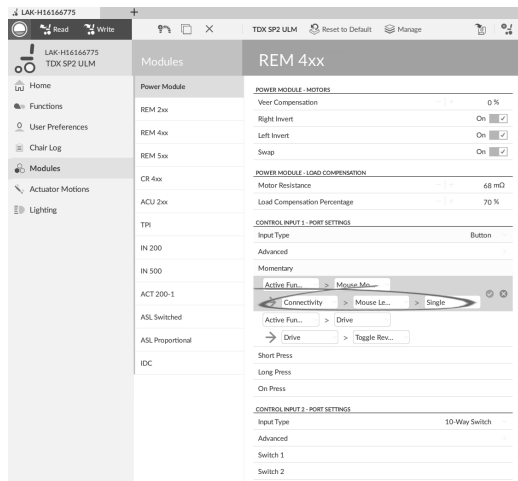 LAK-H16166775
Read
Write
TDX SP2 ULM
Reset to Default
Manage
LAK-H16166775
TDX SP2 ULM
Home
Functions
User Preferences
Chair Log
Modules
Actuator Motions
Lighting
Modules
Power Module
REM 2xx
REM 4xx
REM 5xx
CR 4xx
ACU 2xx
TPI
IN 200
IN 500
ACT 200-1
ASL Switched
ASL Proportional
IDC
REM 4xx
POWER MODULE - MOTORS
Veer Compensation 0 %
Right Invert On
Left Invert On
Swap On
POWER MODULE - LOAD COMPENSATION
Motor Resistance 68 mΩ
Load Compensation Percentage 70 %
CONTROL INPUT 1 - PORT SETTINGS
Input Type Button
Advanced
Momentary
Active Fun... > Mouse Mo...
Connectivity > Mouse Le... > Single
Active Fun... > Drive
Drive > Toggle Rev...
Short Press
Long Press
On Press
CONTROL INPUT 2 - PORT SETTINGS
Input Type 10-Way Switch
Advanced
Switch 1
Switch 2